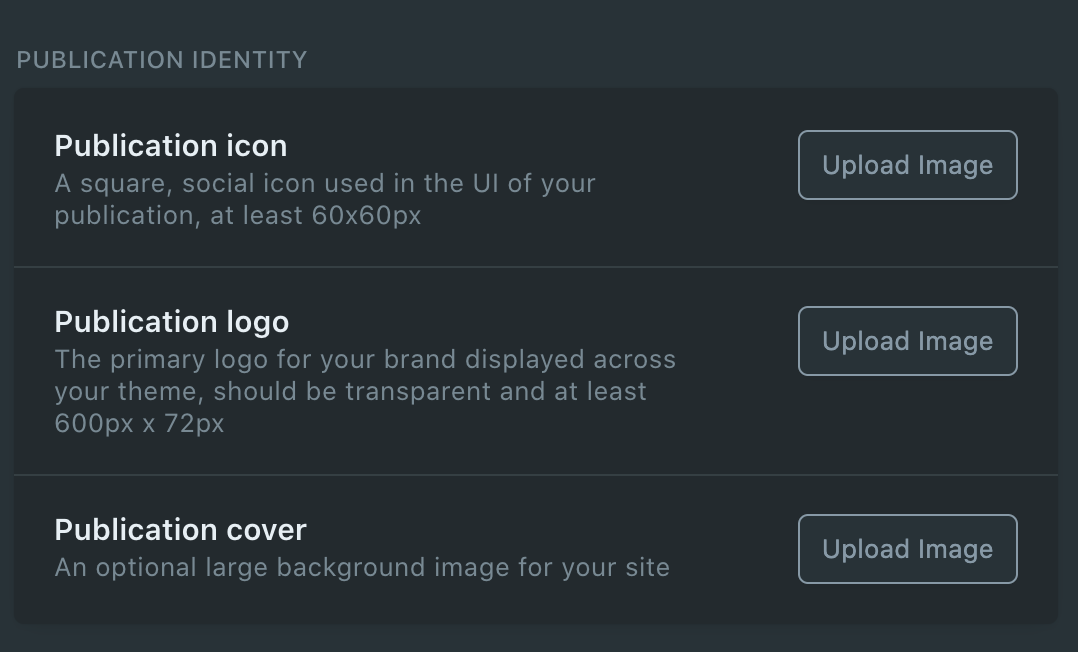 PUBLICATION IDENTITY
Publication icon
A square, social icon used in the UI of your
publication, at least 60x60px
Upload Image
Publication logo
The primary logo for your brand displayed across
your theme, should be transparent and at least
600px x 72px
Upload Image
Publication cover
An optional large background image for your site
Upload Image